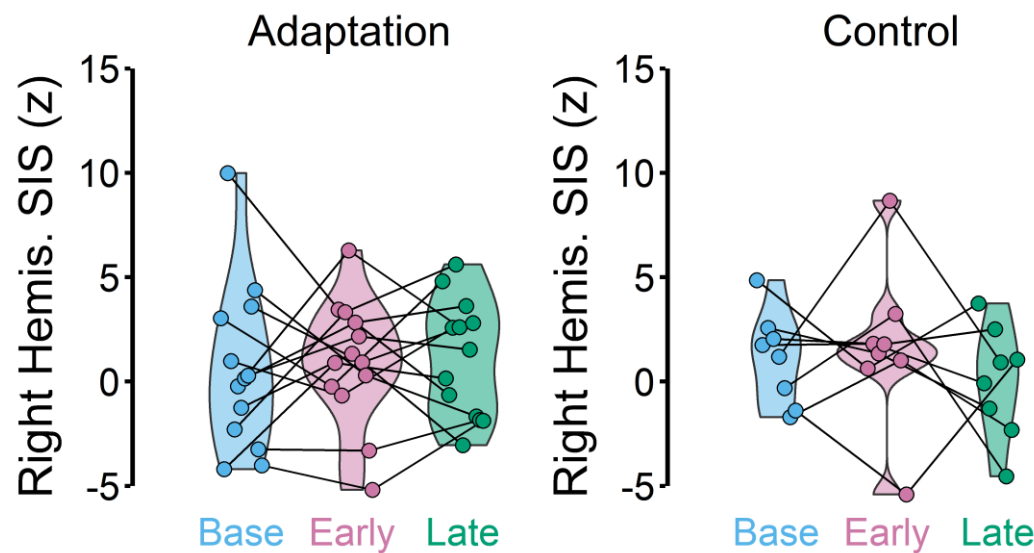 Adaptation
Right Hemis. SIS (z)
15
10
5
0
-5
Base Early Late
Control
Right Hemis. SIS (z)
15
10
5
0
-5
Base Early Late